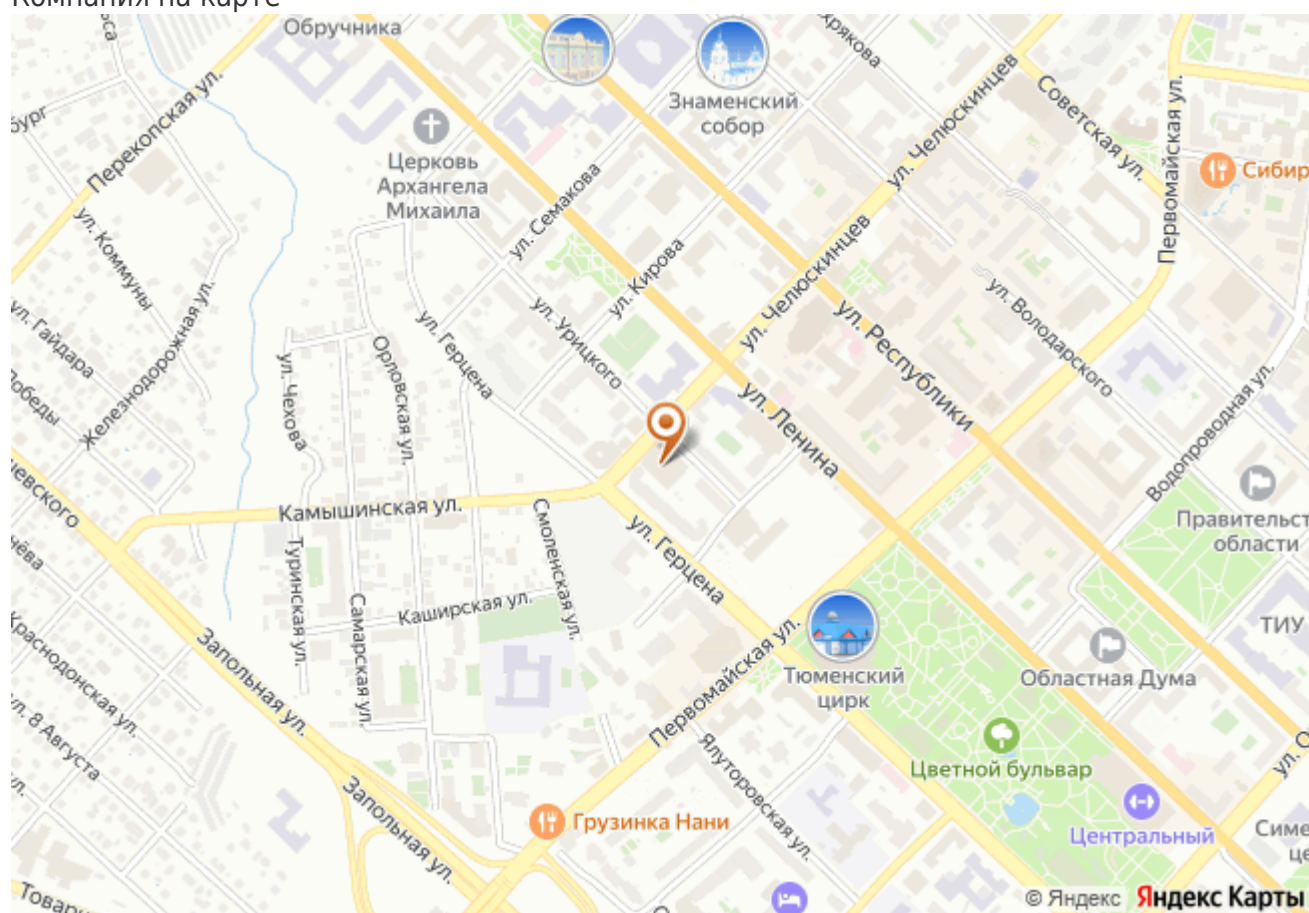 Компания на карте
Обручника
Знаменский
собор
ул. Челюскинцев
Советская ул.
Первомайская ул.
Перекопская ул.
Церковь
Архангела
Михаила
ул. Семакова
ул. Коммуны
ул. Кирова
ул. Челюскинцев
ул. Республики
ул. Володарского
ул. Гайдара
Железнодорожная ул.
ул. Чехова
Орловская ул.
ул. Герцена
ул. Урицкого
ул. Ленина
Водопроводная ул.
Камышинская ул.
Туринская ул.
Самарская ул.
Смоленская ул.
Каширская ул.
ул. Герцена
Первомайская ул.
Тюменский
цирк
области
ТИУ
Областная Дума
Краснодонская ул.
ул. 8 Августа
Запольная ул.
Запольная ул.
Ялуторовская ул.
Цветной бульвар
Центральный
Грузинка Нани
© Яндекс Яндекс Карты